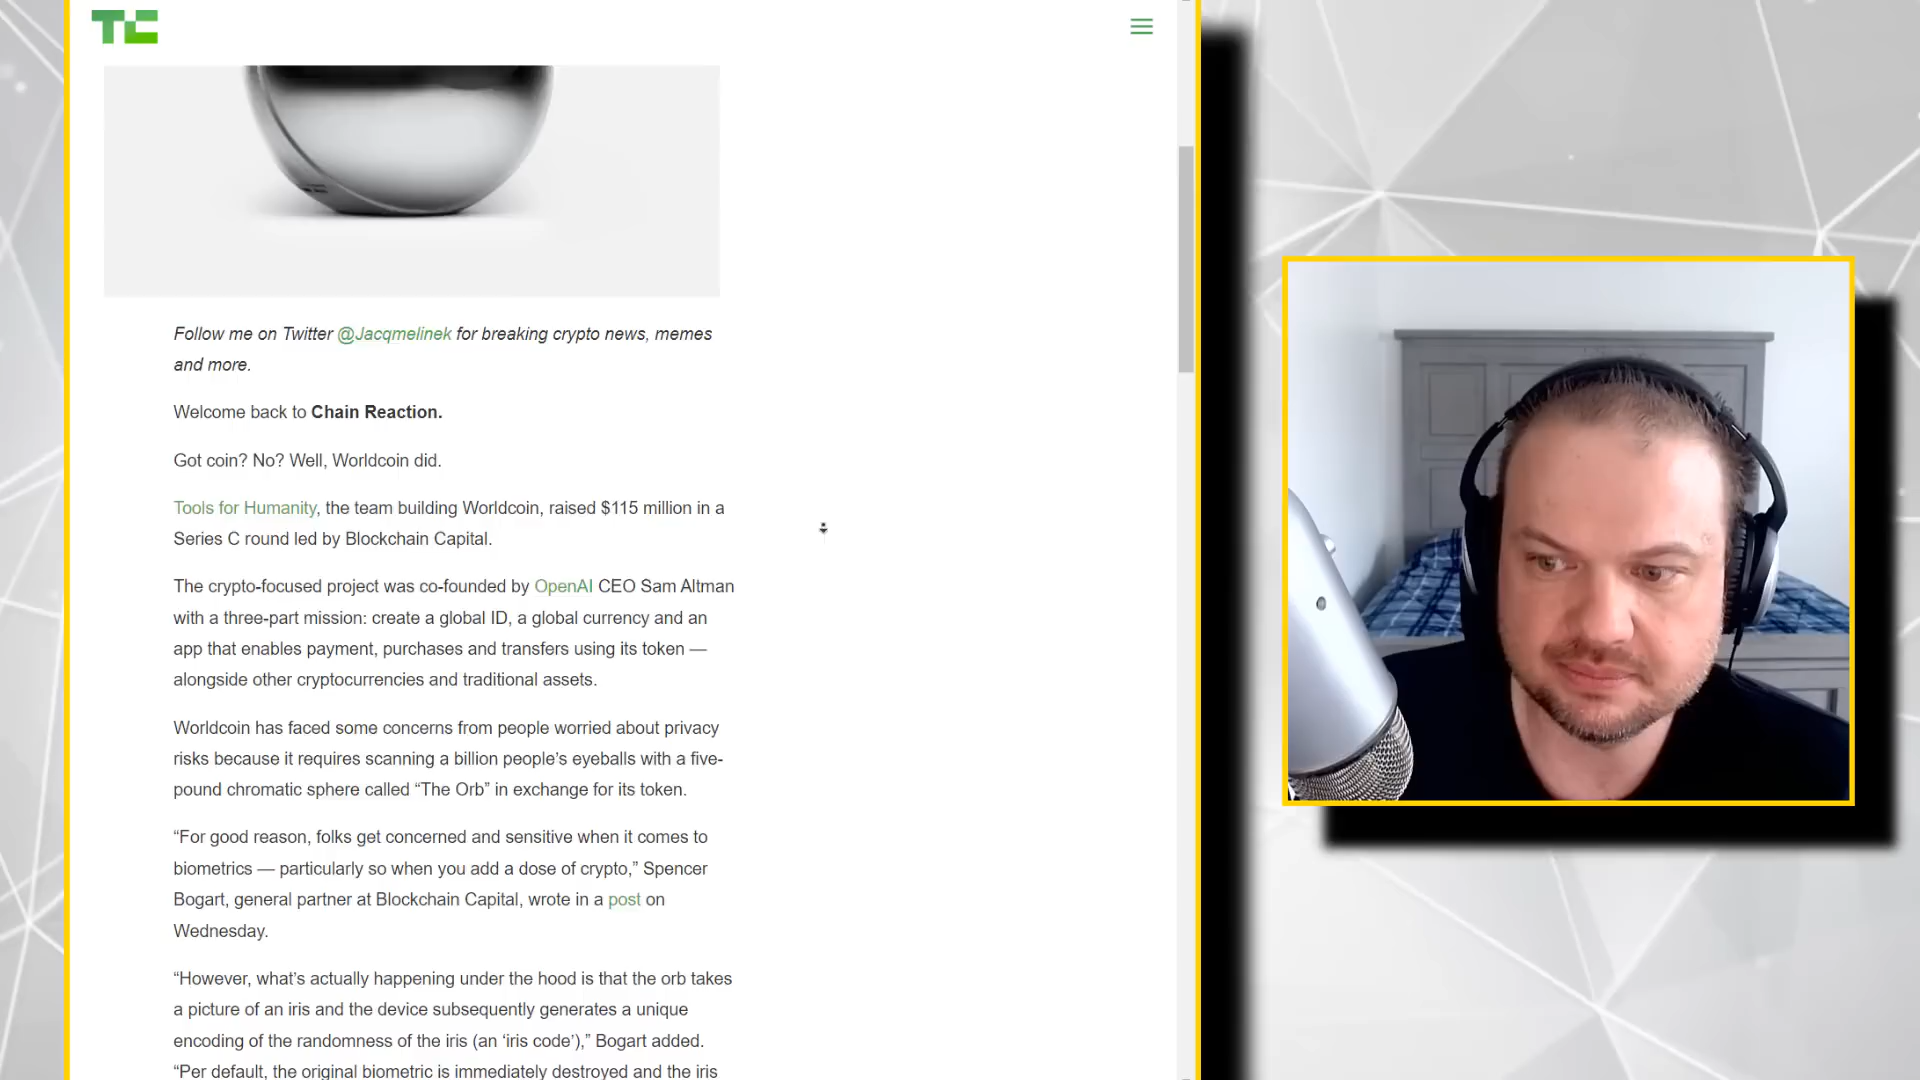 TC
Follow me on Twitter @Jacqmelinek for breaking crypto news, memes
and more.
Welcome back to Chain Reaction.
Got coin? No? Well, Worldcoin did.
Tools for Humanity, the team building Worldcoin, raised $115 million in a
Series C round led by Blockchain Capital.
The crypto-focused project was co-founded by OpenAI CEO Sam Altman
with a three-part mission: create a global ID, a global currency and an
app that enables payment, purchases and transfers using its token —
alongside other cryptocurrencies and traditional assets.
Worldcoin has faced some concerns from people worried about privacy
risks because it requires scanning a billion people’s eyeballs with a five-
pound chromatic sphere called “The Orb” in exchange for its token.
“For good reason, folks get concerned and sensitive when it comes to
biometrics — particularly so when you add a dose of crypto,” Spencer
Bogart, general partner at Blockchain Capital, wrote in a post on
Wednesday.
“However, what’s actually happening under the hood is that the orb takes
a picture of an iris and the device subsequently generates a unique
encoding of the randomness of the iris (an ‘iris code’),” Bogart added.
“Per default, the original biometric is immediately destroyed and the iris